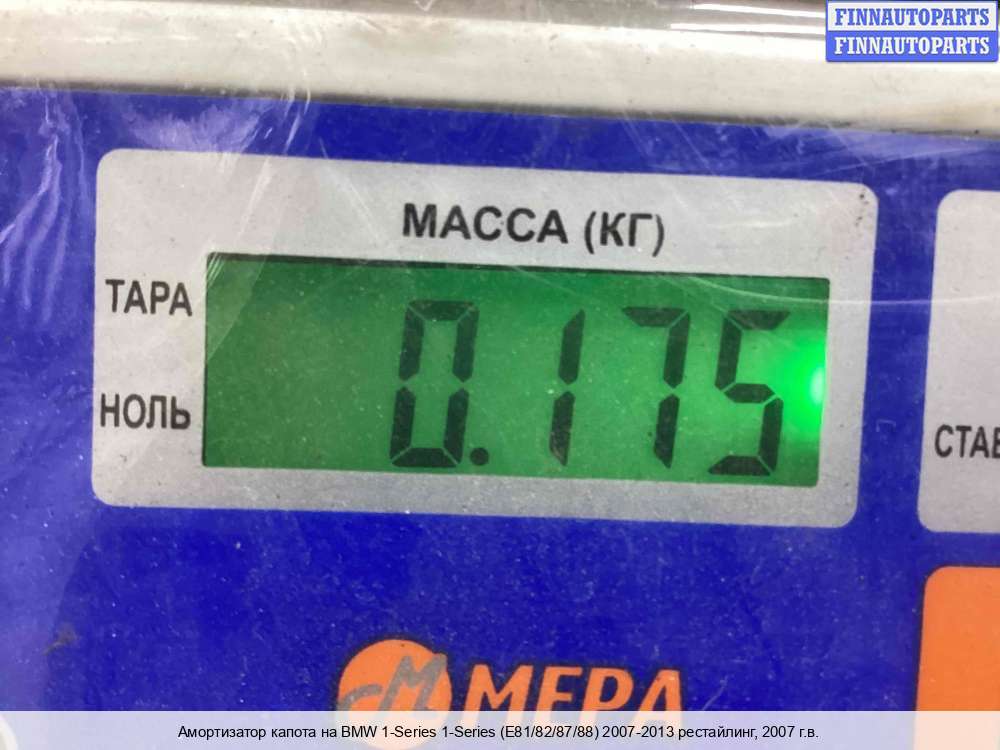 FINNAUTOPARTS
FINNAUTOPARTS
МАССА (КГ)
ТАРА
0.175
НОЛЬ
МЕРА
Амортизатор капота на BMW 1-Series 1-Series (E81/82/87/88) 2007-2013 рестайлинг, 2007 г.в.